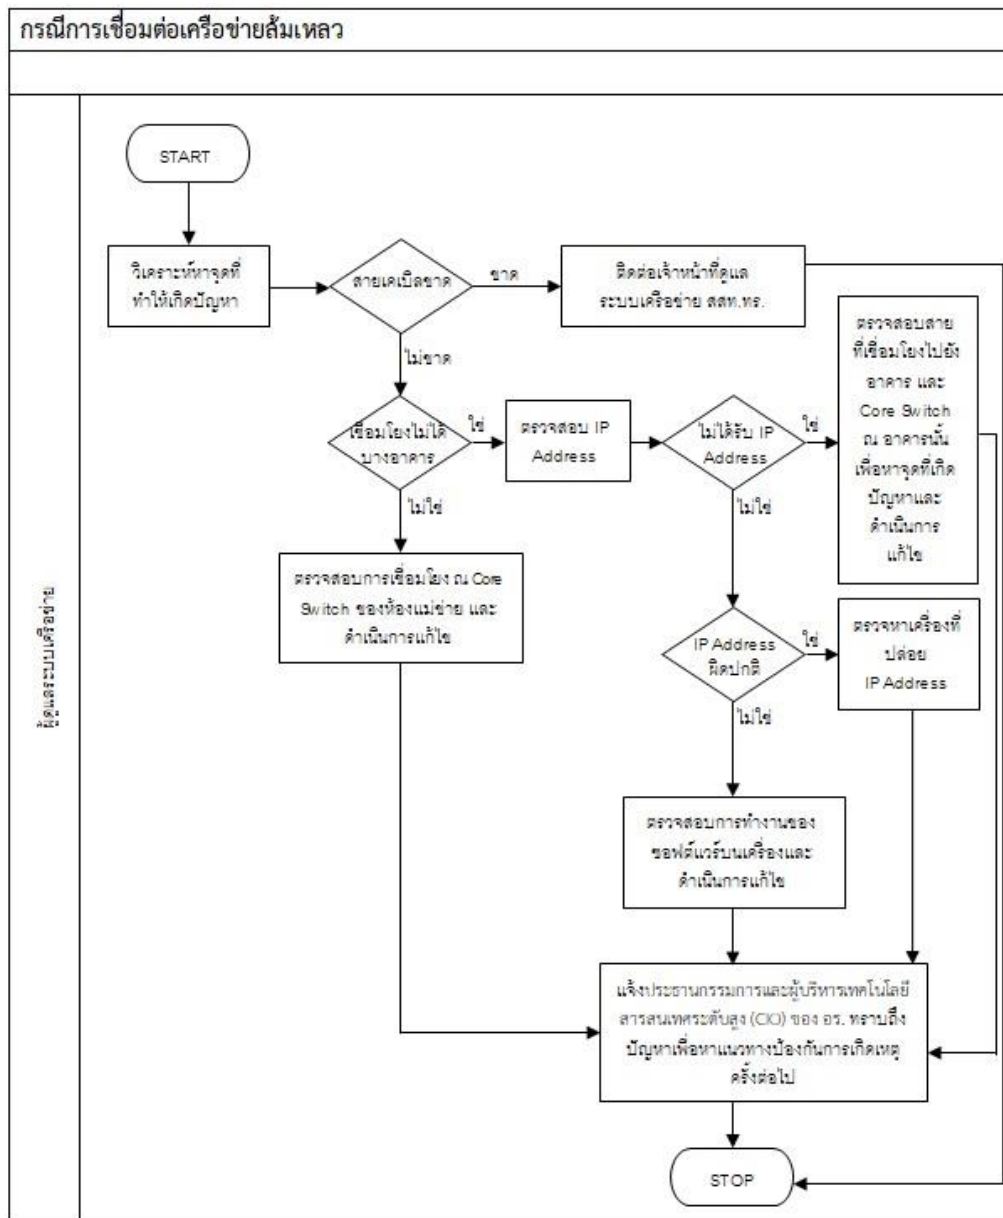 กรณีการเชื่อมต่อเครือข่ายล้มเหลว
ผู้ดูแลระบบเครือข่าย
START
วิเคราะห์หาจุดที่
ทำให้เกิดปัญหา
สายเคเบิลขาด
ขาด
ติดต่อเจ้าหน้าที่ดูแล
ระบบเครือข่าย สสท.ทร.
ไม่ขาด
เชื่อมโยงไม่ได้
บางอาคาร
ใช่
ตรวจสอบ IP
Address
ไม่ได้รับ IP
Address
ใช่
ตรวจสอบสาย
ที่เชื่อมโยงไปยัง
อาคาร และ
Core Switch
ณ อาคารนั้น
เพื่อหาจุดที่เกิด
ปัญหาและ
ดำเนินการ
แก้ไข
ไม่ใช่
ตรวจสอบการเชื่อมโยง ณ Core
Switch ของห้องแม่ข่าย และ
ดำเนินการแก้ไข
ไม่ใช่
IP Address
ผิดปกติ
ใช่
ตรวจหาเครื่องที่
ปล่อย
IP Address
ไม่ใช่
ตรวจสอบการทำงานของ
ซอฟต์แวร์บนเครื่องและ
ดำเนินการแก้ไข
แจ้งประธานกรรมการและผู้บริหารเทคโนโลยี
สารสนเทศระดับสูง (CIO) ของ อร. ทราบถึง
ปัญหาเพื่อหาแนวทางป้องกันการเกิดเหตุ
ครั้งต่อไป
STOP